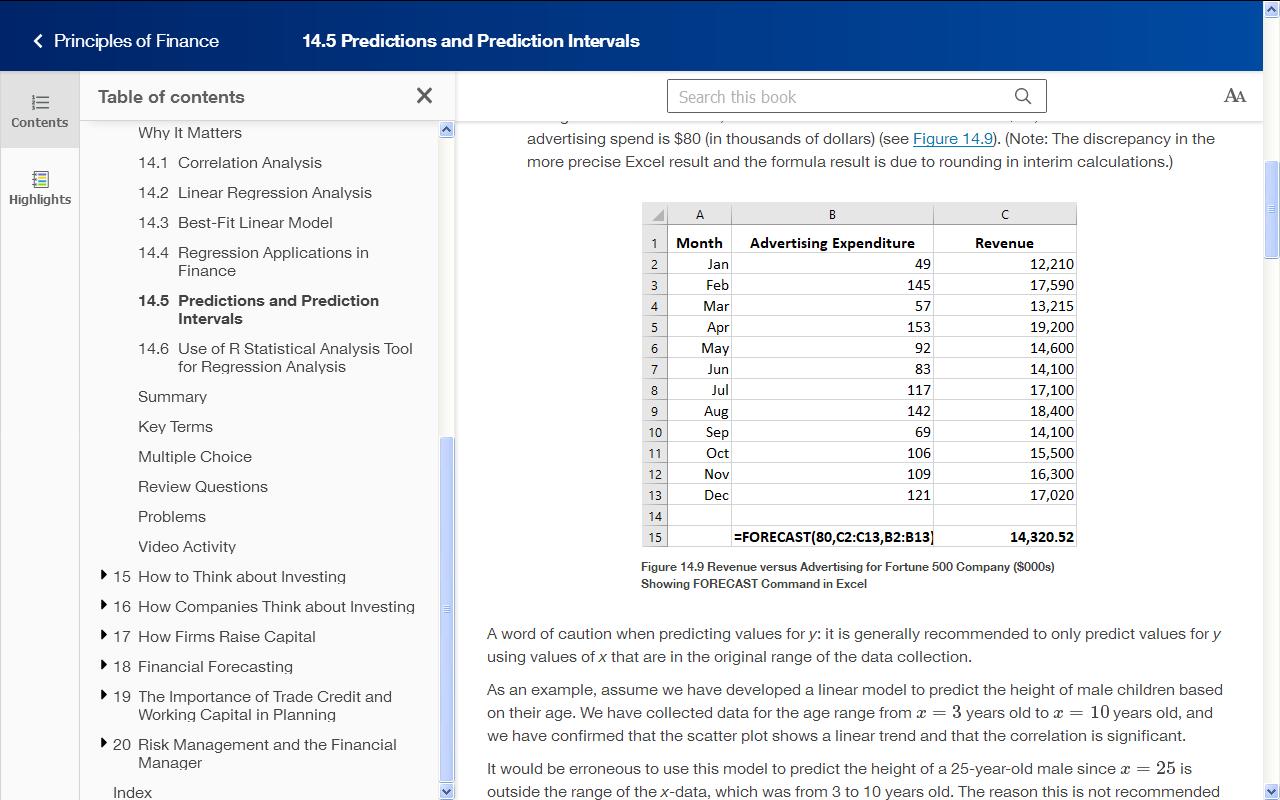 Principles of Finance
14.5 Predictions and Prediction Intervals
Contents
Highlights
Table of contents
Why It Matters
14.1 Correlation Analysis
14.2 Linear Regression Analysis
14.3 Best-Fit Linear Model
14.4 Regression Applications in
Finance
14.5 Predictions and Prediction
Intervals
14.6 Use of R Statistical Analysis Tool
for Regression Analysis
Summary
Key Terms
Multiple Choice
Review Questions
Problems
Video Activity
15 How to Think about Investing
16 How Companies Think about Investing
17 How Firms Raise Capital
18 Financial Forecasting
19 The Importance of Trade Credit and
Working Capital in Planning
20 Risk Management and the Financial
Manager
Index
Search this book
AA
advertising spend is $80 (in thousands of dollars) (see Figure 14.9). (Note: The discrepancy in the
more precise Excel result and the formula result is due to rounding in interim calculations.)
A B C
1 Month Advertising Expenditure Revenue
2 Jan 49 12,210
3 Feb 145 17,590
4 Mar 57 13,215
5 Apr 153 19,200
6 May 92 14,600
7 Jun 83 14,100
8 Jul 117 17,100
9 Aug 142 18,400
10 Sep 69 14,100
11 Oct 106 15,500
12 Nov 109 16,300
13 Dec 121 17,020
14
15 =FORECAST(80,C2:C13,B2:B13) 14,320.52
Figure 14.9 Revenue versus Advertising for Fortune 500 Company ($000s)
Showing FORECAST Command in Excel
A word of caution when predicting values for y: it is generally recommended to only predict values for y
using values of x that are in the original range of the data collection.
As an example, assume we have developed a linear model to predict the height of male children based
on their age. We have collected data for the age range from x = 3 years old to x = 10 years old, and
we have confirmed that the scatter plot shows a linear trend and that the correlation is significant.
It would be erroneous to use this model to predict the height of a 25-year-old male since x = 25 is
outside the range of the x-data, which was from 3 to 10 years old. The reason this is not recommended